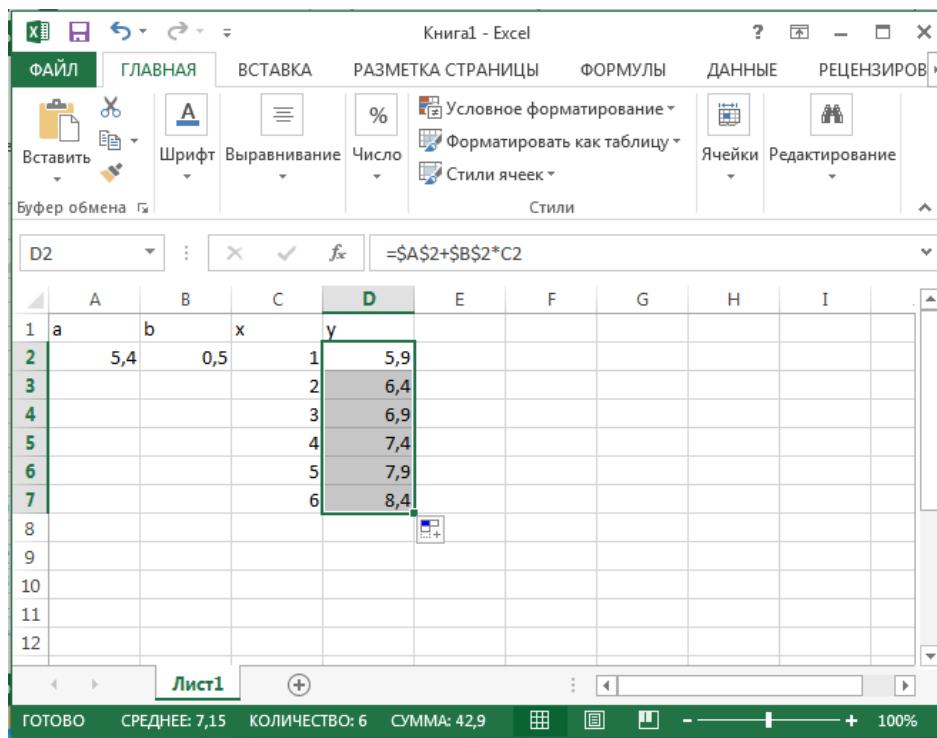 Книга1 - Excel ?
ФАЙЛ ГЛАВНАЯ ВСТАВКА РАЗМЕТКА СТРАНИЦЫ ФОРМУЛЫ ДАННЫЕ РЕЦЕНЗИРОВ
Вставить
Буфер обмена
Шрифт
Выравнивание
%
Число
Условное форматирование
Форматировать как таблицу
Стили ячеек
Стили
Ячейки
Редактирование
D2 fx =$A$2+$B$2*C2
A B C D E F G H I
1 a b x y
2 5,4 0,5 1 5,9
3 2 6,4
4 3 6,9
5 4 7,4
6 5 7,9
7 6 8,4
8
9
10
11
12
Лист1
ГОТОВО СРЕДНЕЕ: 7,15 КОЛИЧЕСТВО: 6 СУММА: 42,9 - + 100%